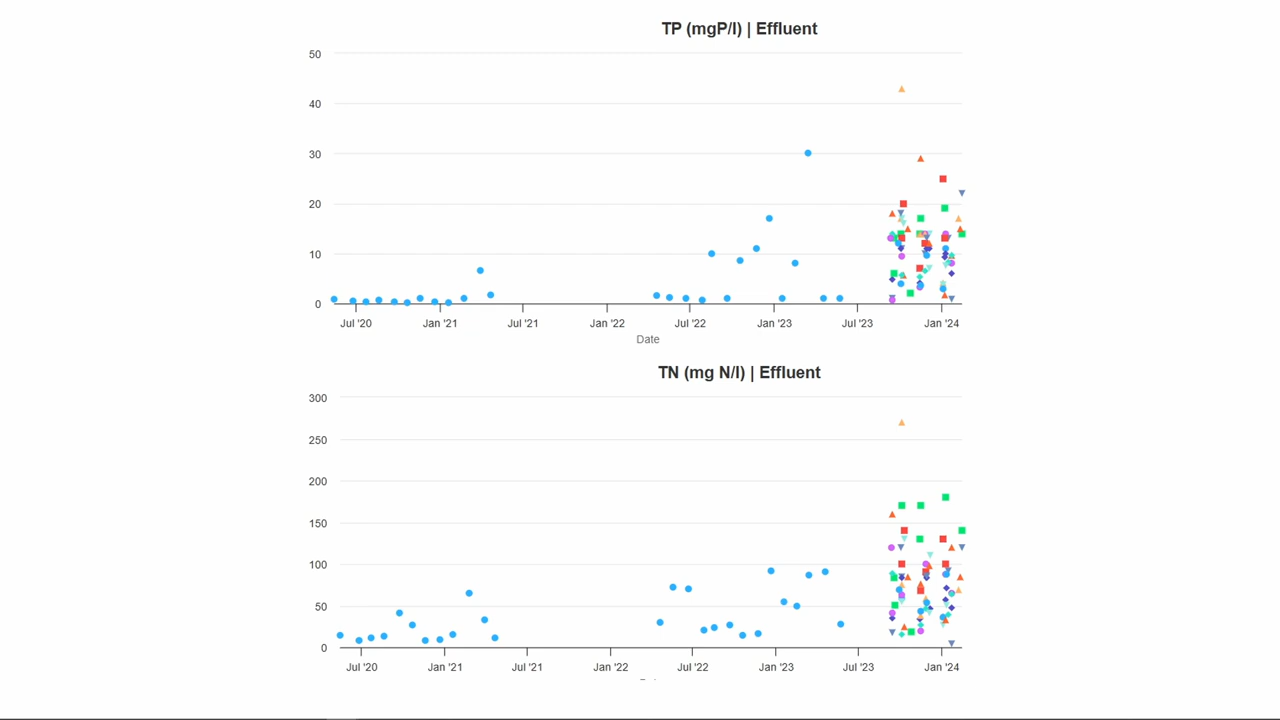 TP (mgP/l) | Effluent
50
40
30
20
10
0
Jul '20 Jan '21 Jul '21 Jan '22 Jul '22 Jan '23 Jul '23 Jan '24
Date
TN (mg N/l) | Effluent
300
250
200
150
100
50
0
Jul '20 Jan '21 Jul '21 Jan '22 Jul '22 Jan '23 Jul '23 Jan '24